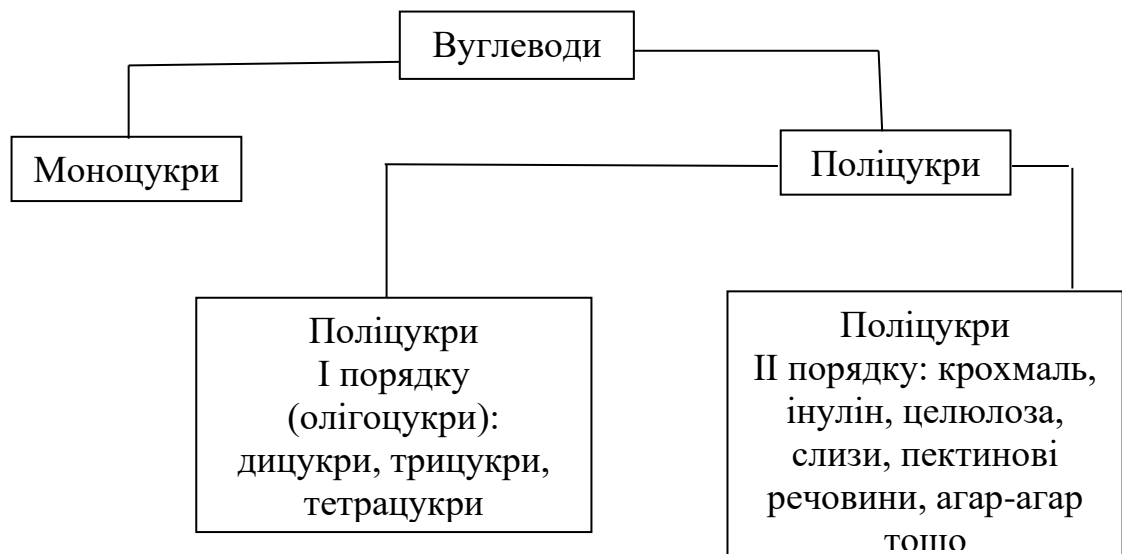 Вуглеводи
Моноцукри
Поліцукри
Поліцукри
I порядку
(олігоцукри):
дицукри, трицукри,
тетрацукри
Поліцукри
II порядку: крохмаль,
інулін, целюлоза,
слизи, пектинові
речовини, агар-агар
тощо